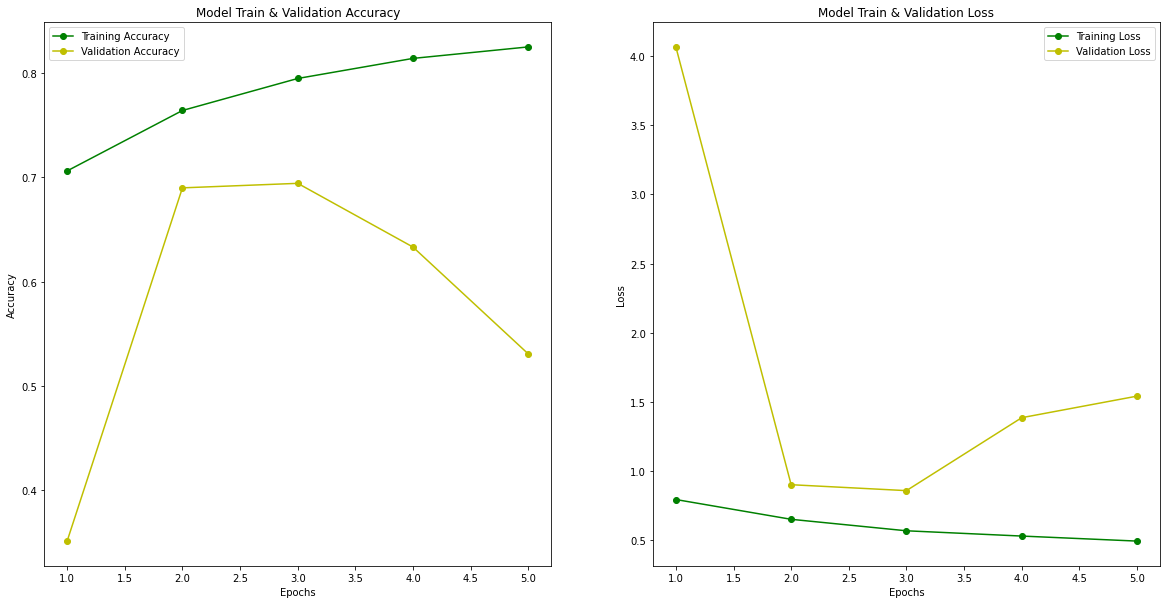 Model Train & Validation Accuracy
Training Accuracy
Validation Accuracy
0.8
0.7
0.6
0.5
0.4
Accuracy
1.0 1.5 2.0 2.5 3.0 3.5 4.0 4.5 5.0
Epochs
Model Train & Validation Loss
Training Loss
Validation Loss
4.0
3.5
3.0
2.5
2.0
1.5
1.0
0.5
Loss
1.0 1.5 2.0 2.5 3.0 3.5 4.0 4.5 5.0
Epochs